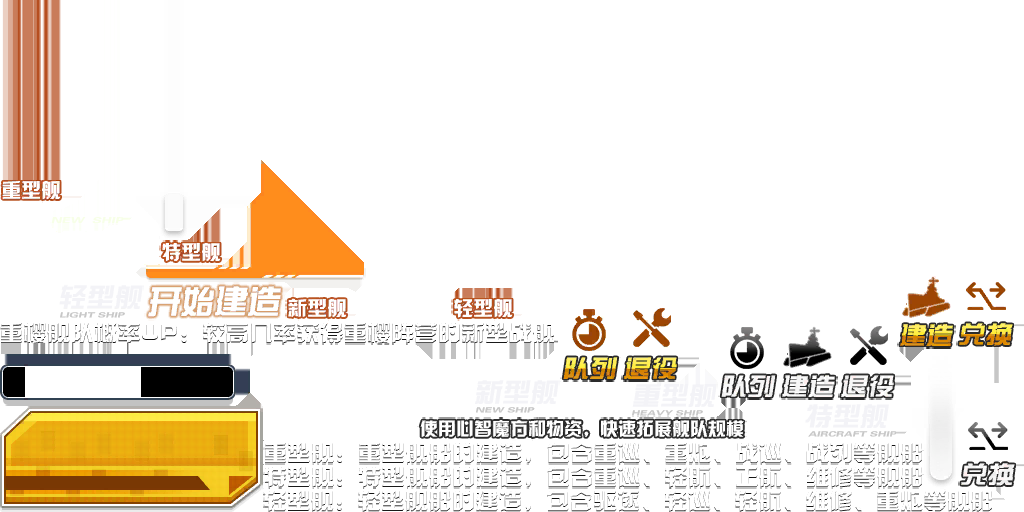 重型舰
NEW SHIP
特型舰
轻型舰
LIGHT SHIP
开始建造
新型舰
轻型舰
重樱舰队概率UP：较高几率获得重樱阵营的新型战舰
队列 退役
队列 建造 退役
建造 兑换
新型舰
NEW SHIP
重型舰
HEAVY SHIP
特型舰
AIRCRAFT SHIP
使用心智魔方和物资，快速拓展舰队规模
兑换
重型舰：重型舰船的建造，包含重巡、重炮、战巡、战列等舰船
特型舰：特型舰船的建造，包含重巡、轻航、正航、维修等舰船
轻型舰：轻型舰船的建造，包含驱逐、轻巡、轻航、维修、重炮等舰船